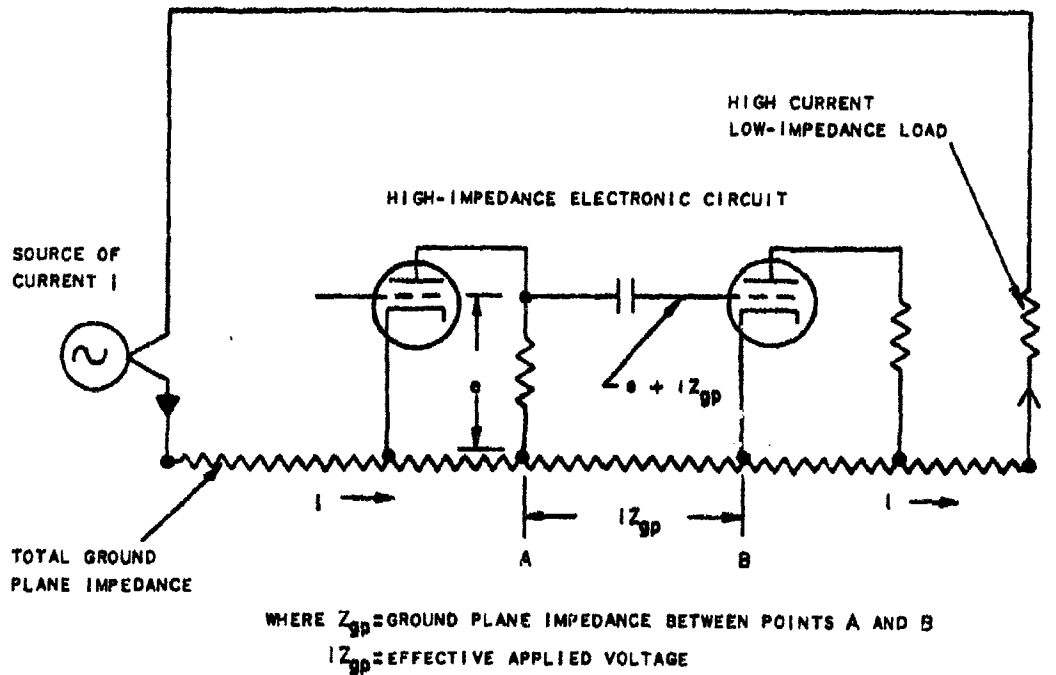 HIGH CURRENT
LOW-IMPEDANCE LOAD
HIGH-IMPEDANCE ELECTRONIC CIRCUIT
SOURCE OF
CURRENT I
e
e + IZgp
I
IZgp
I
A
B
TOTAL GROUND
PLANE IMPEDANCE
WHERE Zgp=GROUND PLANE IMPEDANCE BETWEEN POINTS A AND B
IZgp=EFFECTIVE APPLIED VOLTAGE